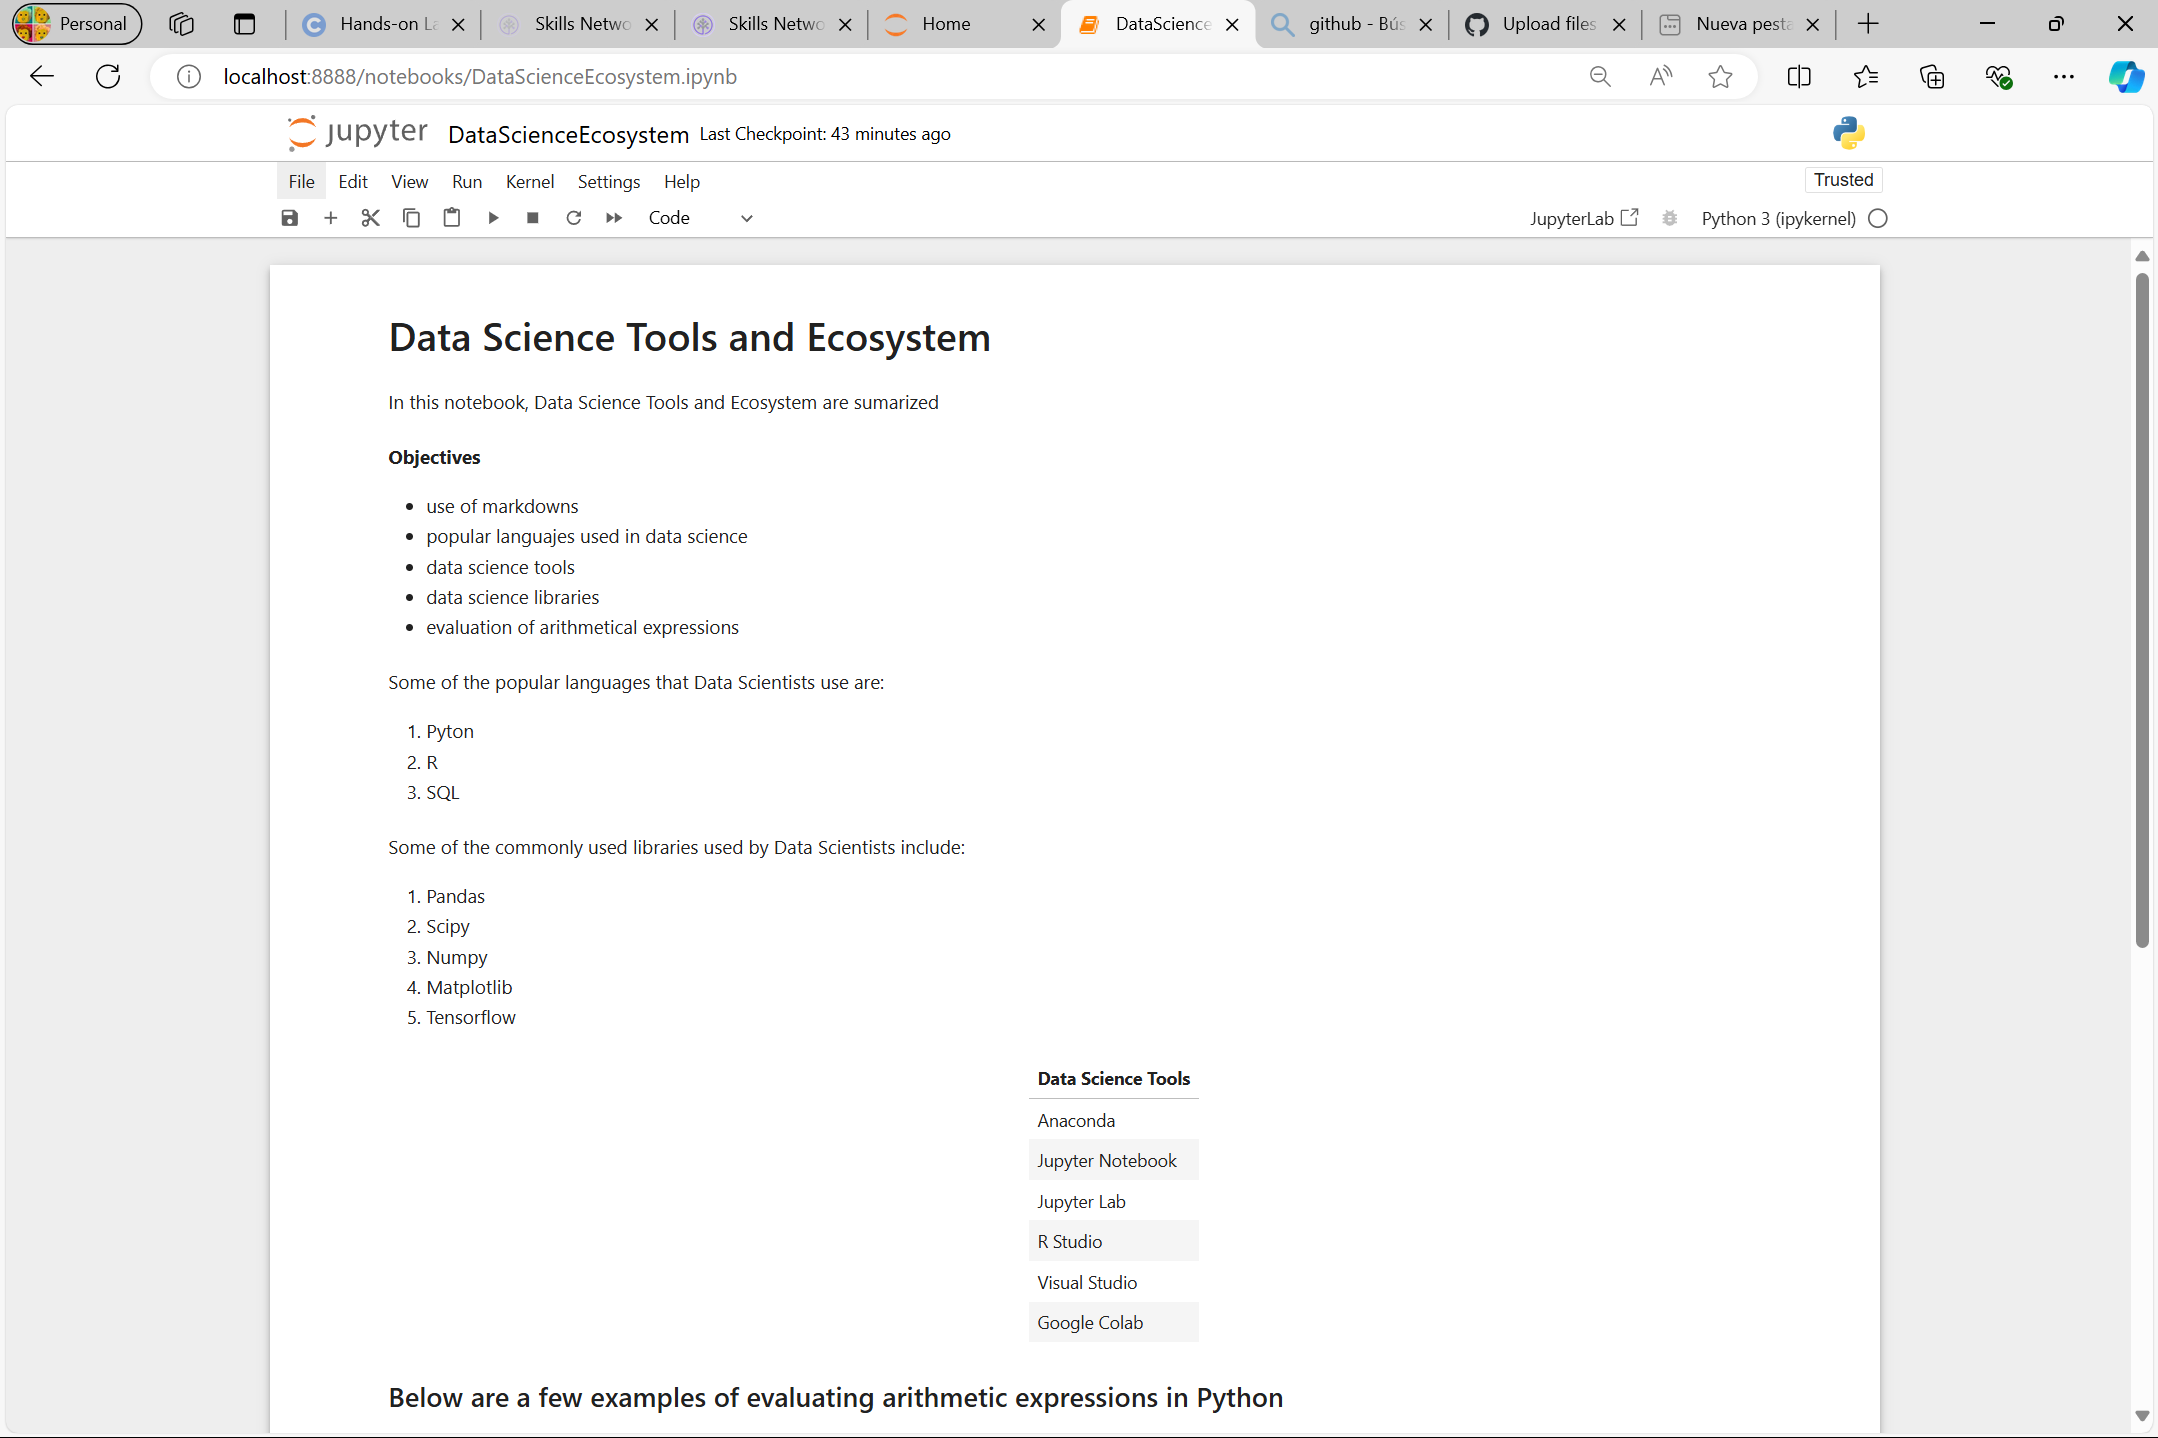 Personal
Hands-on La
Skills Netwo
Skills Netwo
Home
DataScience
github - Bús
Upload files
Nueva pesta
localhost:8888/notebooks/DataScienceEcosystem.ipynb
jupyter DataScienceEcosystem Last Checkpoint: 43 minutes ago
File Edit View Run Kernel Settings Help
Trusted
Code
JupyterLab
Python 3 (ipykernel)
Data Science Tools and Ecosystem
In this notebook, Data Science Tools and Ecosystem are sumarized
Objectives
• use of markdowns
• popular languajes used in data science
• data science tools
• data science libraries
• evaluation of arithmetical expressions
Some of the popular languages that Data Scientists use are:
1. Pyton
2. R
3. SQL
Some of the commonly used libraries used by Data Scientists include:
1. Pandas
2. Scipy
3. Numpy
4. Matplotlib
5. Tensorflow
Data Science Tools
Anaconda
Jupyter Notebook
Jupyter Lab
R Studio
Visual Studio
Google Colab
Below are a few examples of evaluating arithmetic expressions in Python